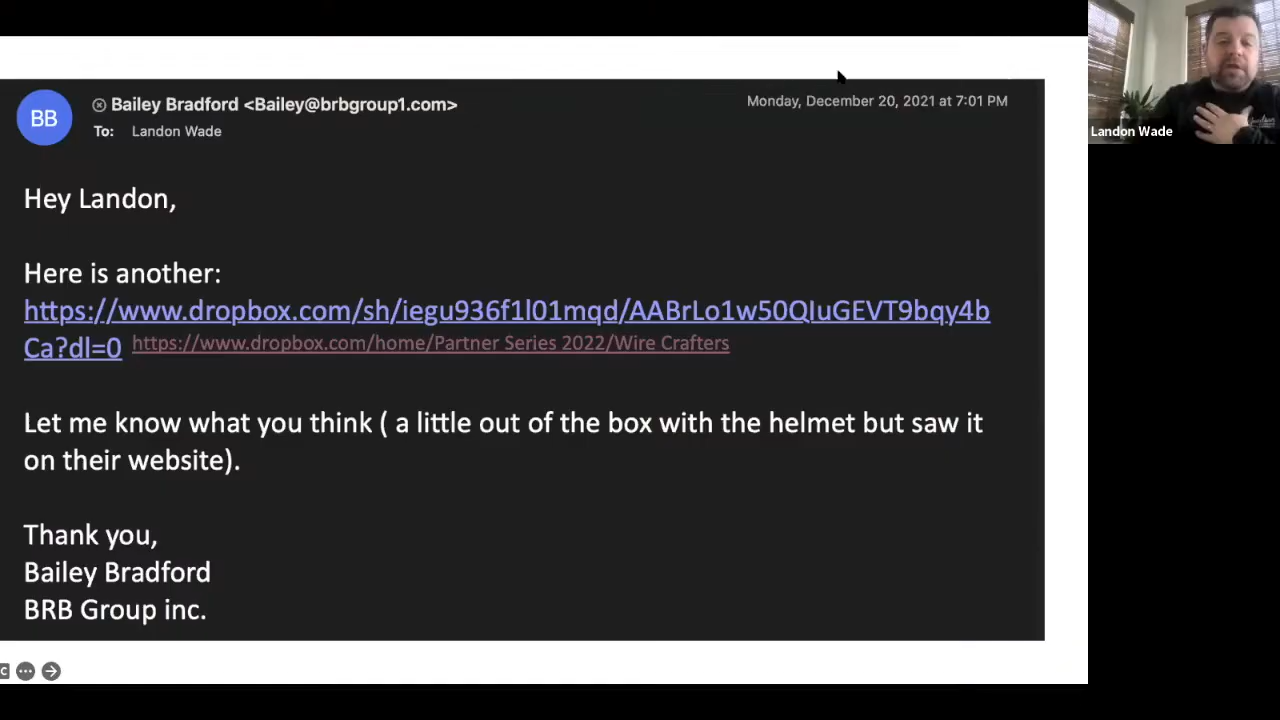 BB
Bailey Bradford <Bailey@brbgroup1.com>
Monday, December 20, 2021 at 7:01 PM
To: Landon Wade
Landon Wade
Hey Landon,
Here is another:
https://www.dropbox.com/sh/iegu936f1l01mqd/AABrLo1w50QIuGEVT9bqy4b
Ca?dl=0 https://www.dropbox.com/home/Partner Series 2022/Wire Crafters
Let me know what you think ( a little out of the box with the helmet but saw it
on their website).
Thank you,
Bailey Bradford
BRB Group inc.